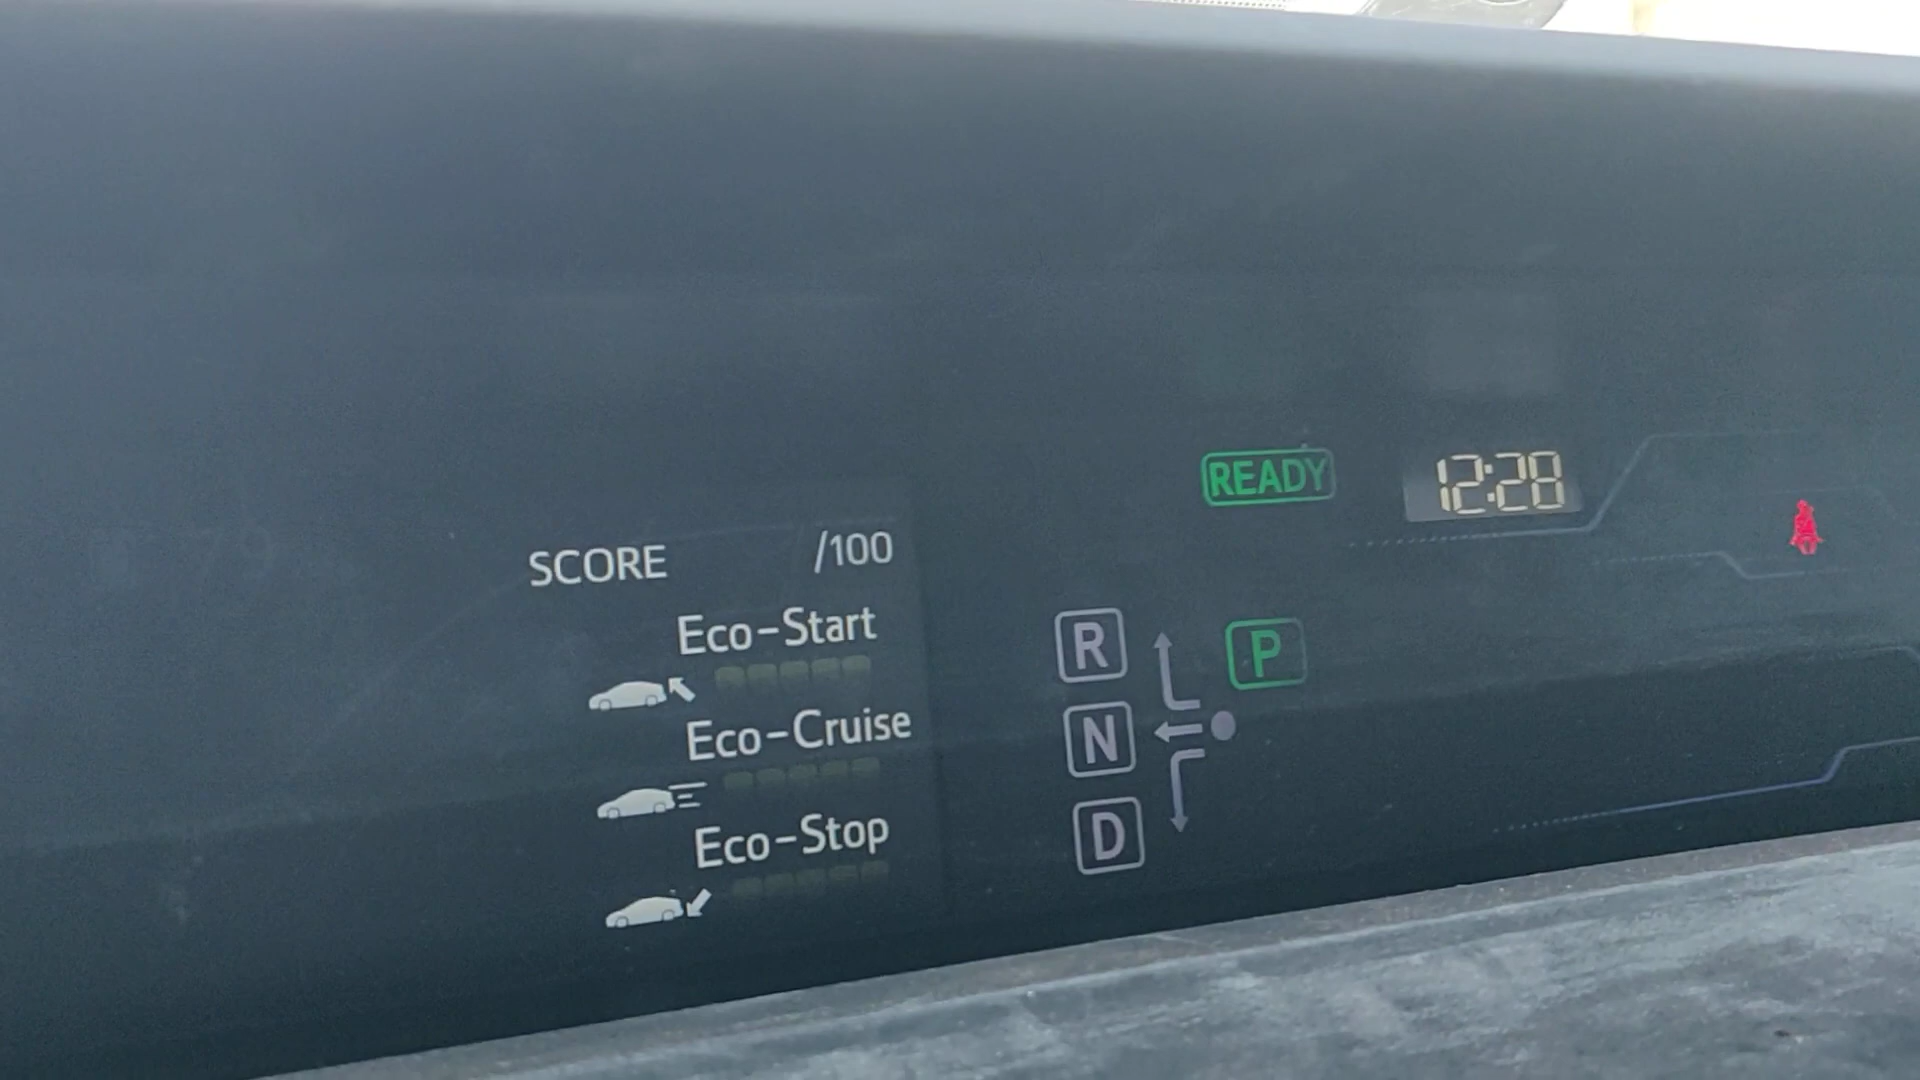 READY
12:28
SCORE /100
Eco-Start
Eco-Cruise
Eco-Stop
R
P
N
D